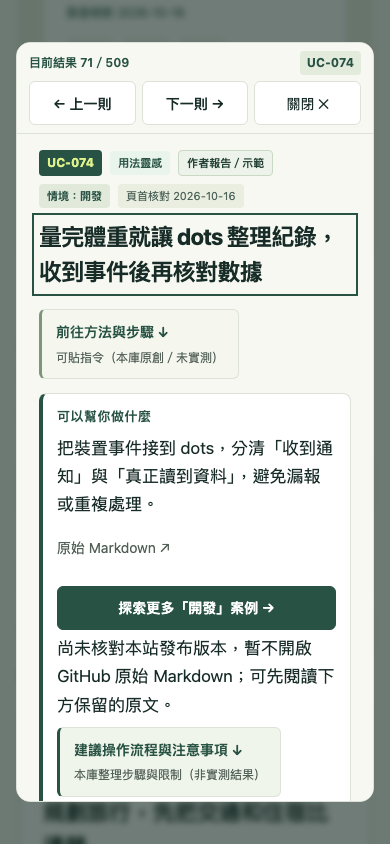 目前結果 71 / 509
UC-074
← 上一則
下一則 →
關閉 ✕
UC-074
用法靈感
作者報告 / 示範
情境：開發
頁首核對 2026-10-16
量完體重就讓 dots 整理紀錄，
收到事件後再核對數據
前往方法與步驟 ↓
可貼指令（本庫原創 / 未實測）
可以幫你做什麼
把裝置事件接到 dots，分清「收到通
知」與「真正讀到資料」，避免漏報
或重複處理。
原始 Markdown ↗
探索更多「開發」案例 →
尚未核對本站發布版本，暫不開啟
GitHub 原始 Markdown；可先閱讀下
方保留的原文。
建議操作流程與注意事項 ↓
本庫整理步驟與限制（非實測結果）